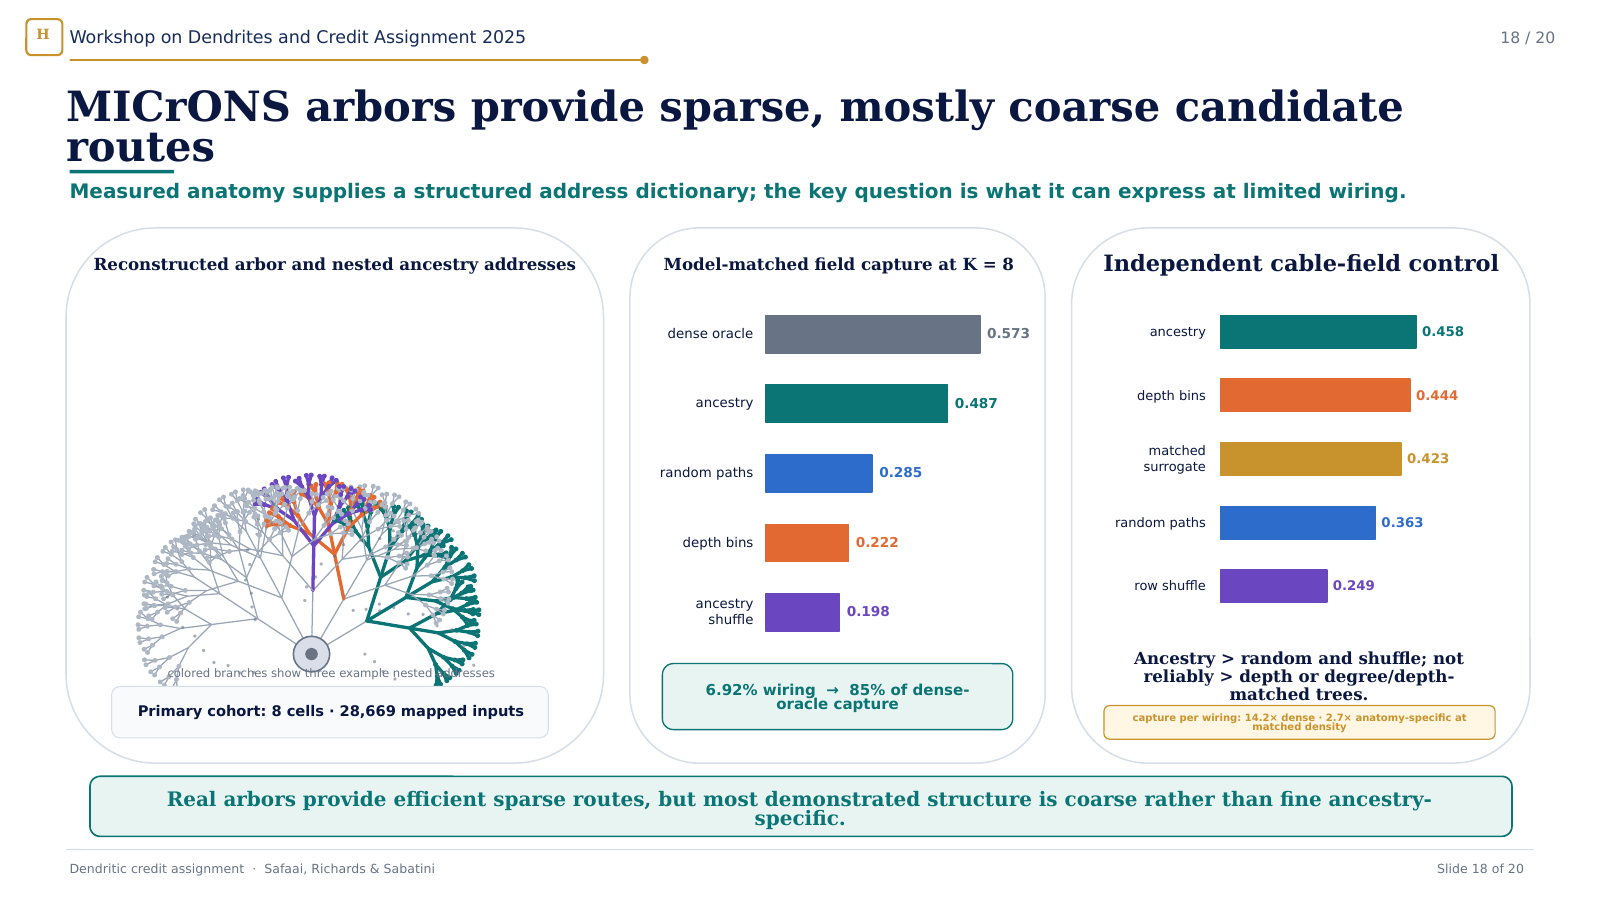 H
Workshop on Dendrites and Credit Assignment 2025
18 / 20
MICrONS arbors provide sparse, mostly coarse candidate
routes
Measured anatomy supplies a structured address dictionary; the key question is what it can express at limited wiring.
Reconstructed arbor and nested ancestry addresses
colored branches show three example nested addresses
Primary cohort: 8 cells · 28,669 mapped inputs
Model-matched field capture at K = 8
dense oracle
0.573
ancestry
0.487
random paths
0.285
depth bins
0.222
ancestry
shuffle
0.198
6.92% wiring → 85% of dense-
oracle capture
Independent cable-field control
ancestry
0.458
depth bins
0.444
matched
surrogate
0.423
random paths
0.363
row shuffle
0.249
Ancestry > random and shuffle; not
reliably > depth or degree/depth-
matched trees.
capture per wiring: 14.2× dense · 2.7× anatomy-specific at
matched density
Real arbors provide efficient sparse routes, but most demonstrated structure is coarse rather than fine ancestry-
specific.
Dendritic credit assignment · Safaai, Richards & Sabatini
Slide 18 of 20